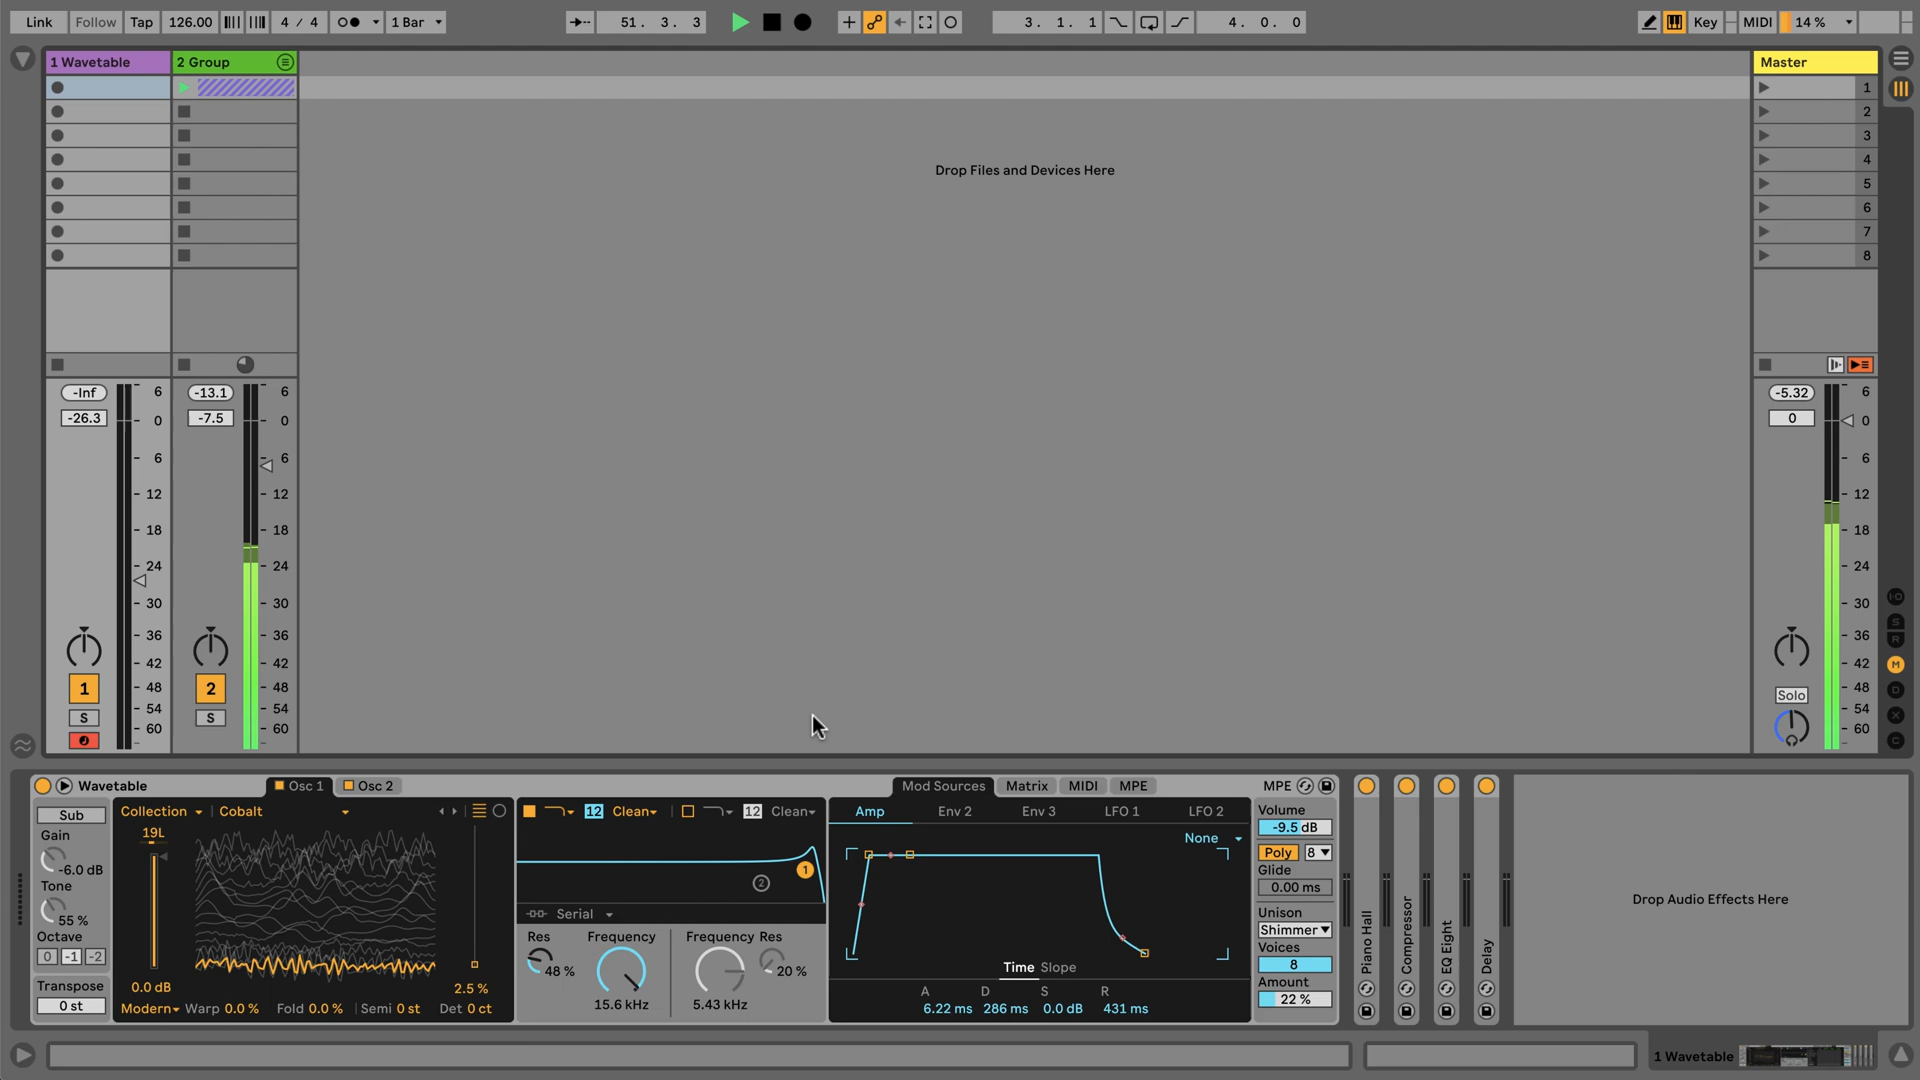 Link Follow Tap 126.00 4 / 4 1 Bar 51. 3. 3 3. 1. 1 4. 0. 0 Key MIDI 14 %
1 Wavetable 2 Group Master
1
2
3
4
5
6
7
8
Drop Files and Devices Here
-Inf 6 -13.1 6 -5.32 6
-26.3 0 -7.5 0 0 0
6 6 6
12 12 12
18 18 18
24 24 24
30 30 30
36 36 36
42 42 42
1 48 2 48 Solo 48
54 54 54
S 60 S 60 60
S
R
M
D
X
C
Wavetable Osc 1 Osc 2 Mod Sources Matrix MIDI MPE MPE
Sub Collection Cobalt 12 Clean 12 Clean Amp Env 2 Env 3 LFO 1 LFO 2 Volume
-9.5 dB
Gain 19L None
-6.0 dB 1 Poly 8
Tone 2 Glide
55 % 0.00 ms
Serial Unison
Octave Res Frequency Frequency Res Shimmer
0 -1 -2 Voices
48 % 20 % Time Slope 8
Transpose 0.0 dB 2.5 % A D S R Amount
0 st Modern Warp 0.0 % Fold 0.0 % Semi 0 st Det 0 ct 15.6 kHz 5.43 kHz 6.22 ms 286 ms 0.0 dB 431 ms 22 %
Piano Hall
Compressor
EQ Eight
Delay
Drop Audio Effects Here
1 Wavetable